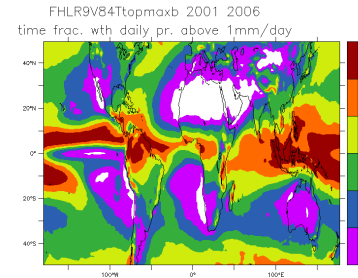 FHLR9V84Ttopmaxb 2001 2006
time frac. wth daily pr. above 1mm/day
40°N
20°N
0°
20°S
40°S
100°W 0° 100°E